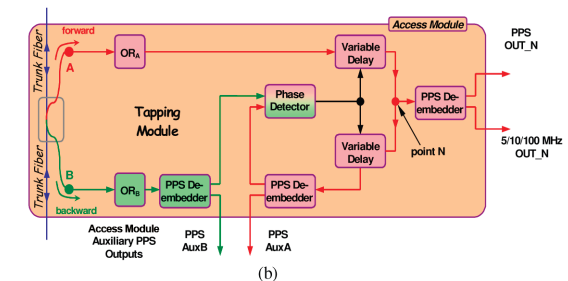 Access Module
Trunk Fiber
forward
A
OR_A
Variable
Delay
PPS
OUT_N
Phase
Detector
PPS De-
embedder
Tapping
Module
Variable
Delay
point N
5/10/100 MHz
OUT_N
Trunk Fiber
B
backward
OR_B
PPS De-
embedder
PPS De-
embedder
Access Module
Auxiliary PPS
Outputs
PPS
AuxB
PPS
AuxA
(b)